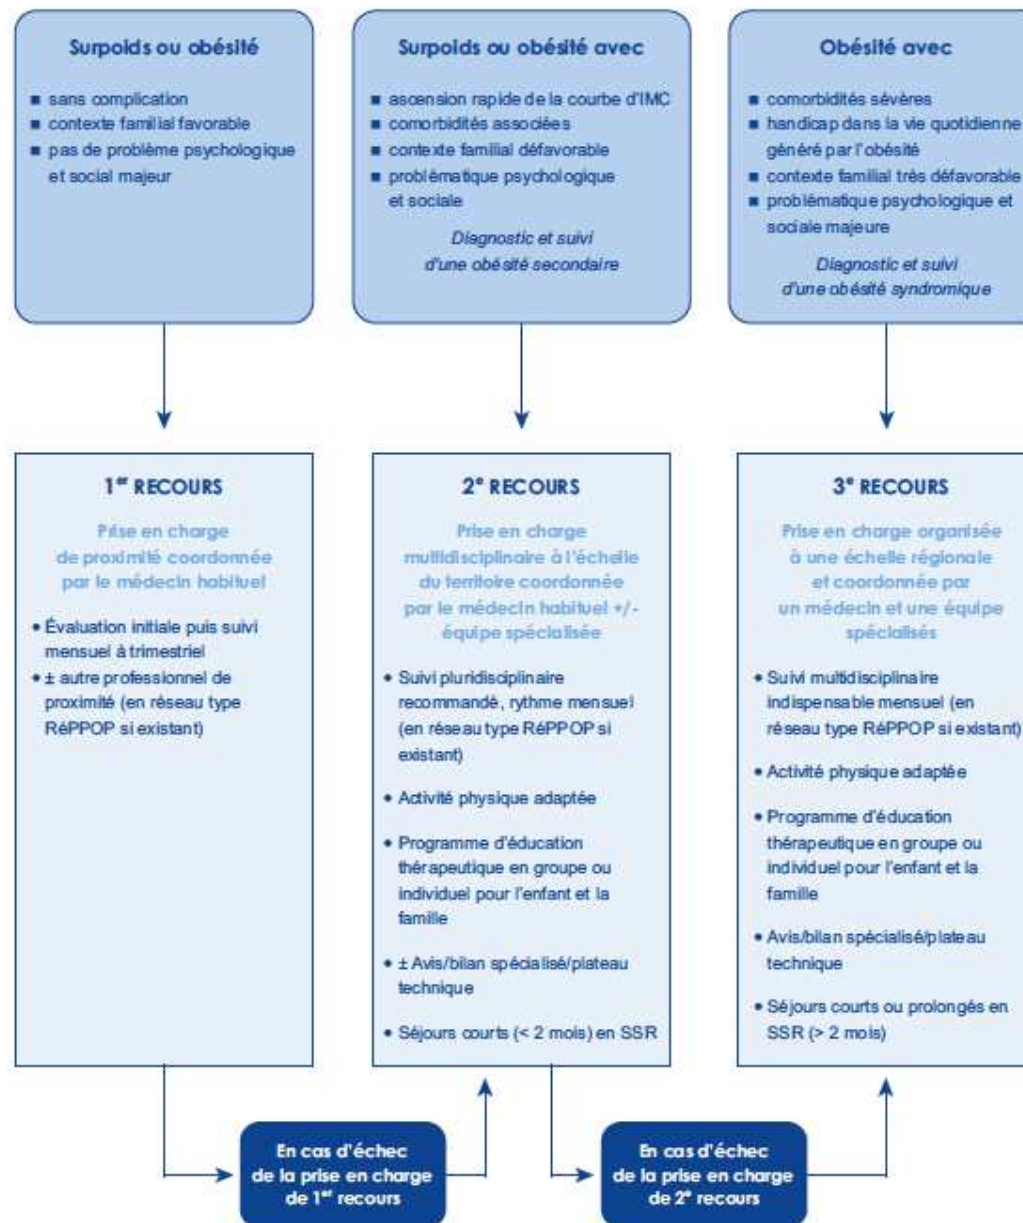 Surpoids ou obésité
■ sans complication
■ contexte familial favorable
■ pas de problème psychologique
et social majeur
Surpoids ou obésité avec
■ ascension rapide de la courbe d'IMC
■ comorbidités associées
■ contexte familial défavorable
■ problématique psychologique
et sociale
Diagnostic et suivi
d'une obésité secondaire
Obésité avec
■ comorbidités sévères
■ handicap dans la vie quotidienne
généré par l'obésité
■ contexte familial très défavorable
■ problématique psychologique et
sociale majeure
Diagnostic et suivi
d'une obésité syndromique
1er RECOURS
Prise en charge
de proximité coordonnée
par le médecin habituel
• Évaluation initiale puis suivi
mensuel à trimestriel
• ± autre professionnel de
proximité (en réseau type
RéPPOP si existant)
2e RECOURS
Prise en charge
multidisciplinaire à l'échelle
du territoire coordonnée
par le médecin habituel +/-
équipe spécialisée
• Suivi pluridisciplinaire
recommandé, rythme mensuel
(en réseau type RéPPOP si
existant)
• Activité physique adaptée
• Programme d'éducation
thérapeutique en groupe ou
individuel pour l'enfant et la
famille
• ± Avis/bilan spécialisé/plateau
technique
• Séjours courts (< 2 mois) en SSR
3e RECOURS
Prise en charge organisée
à une échelle régionale
et coordonnée par
un médecin et une équipe
spécialisés
• Suivi multidisciplinaire
indispensable mensuel (en
réseau type RéPPOP si existant)
• Activité physique adaptée
• Programme d'éducation
thérapeutique en groupe ou
individuel pour l'enfant et la
famille
• Avis/bilan spécialisé/plateau
technique
• Séjours courts ou prolongés en
SSR (> 2 mois)
En cas d'échec
de la prise en charge
de 1er recours
En cas d'échec
de la prise en charge
de 2e recours